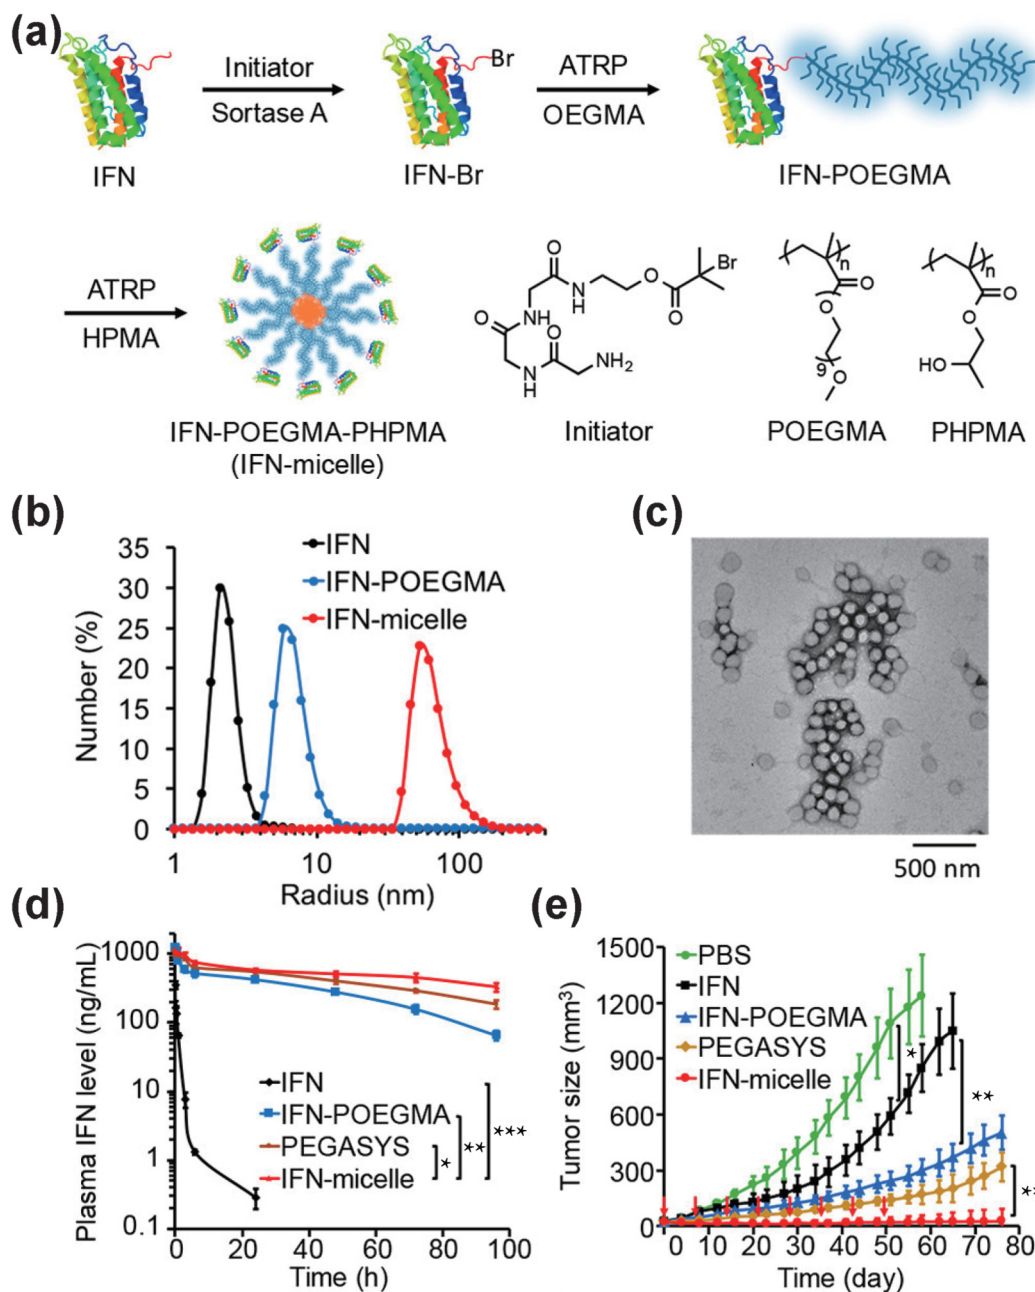 (a)
IFN
Initiator
Sortase A
Br
IFN-Br
ATRP
OEGMA
IFN-POEGMA
ATRP
HPMA
IFN-POEGMA-PHPMA
(IFN-micelle)
O
N
H
O
O
Br
O
NH
O
N
H
O
NH2
Initiator
n
O
O
9
O
POEGMA
n
O
O
HO
PHPMA
(b)
IFN
IFN-POEGMA
IFN-micelle
Number (%)
35
30
25
20
15
10
5
0
1
10
100
Radius (nm)
(c)
500 nm
(d)
Plasma IFN level (ng/mL)
1000
100
10
1
0.1
IFN
IFN-POEGMA
PEGASYS
IFN-micelle
*
**
***
0 20 40 60 80 100
Time (h)
(e)
Tumor size (mm³)
1500
1200
900
600
300
0
PBS
IFN
IFN-POEGMA
PEGASYS
IFN-micelle
*
**
**
0 10 20 30 40 50 60 70 80
Time (day)